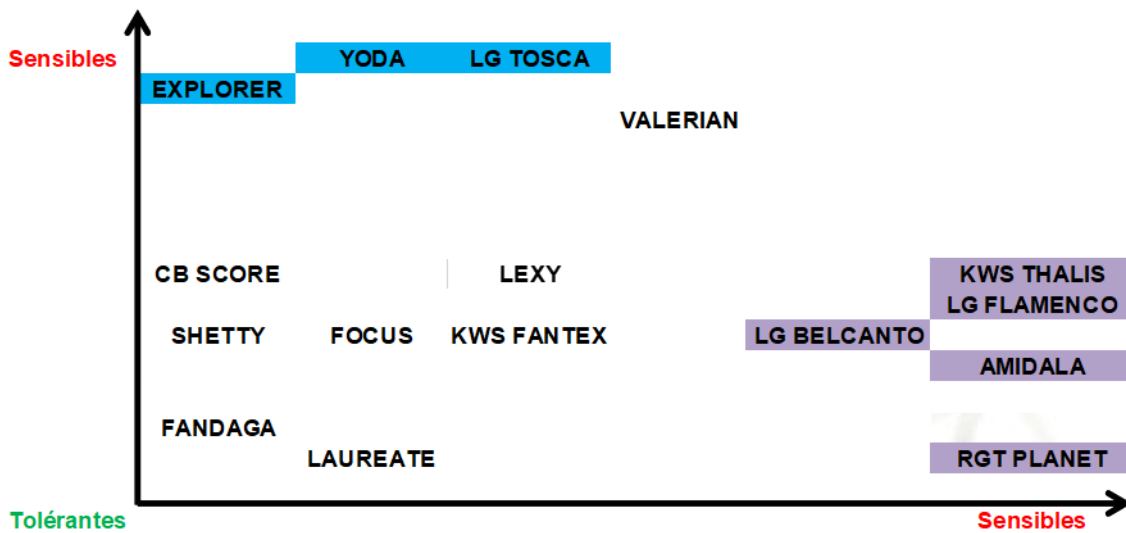 Sensibles YODA LG TOSCA
EXPLORER
VALERIAN
CB SCORE LEXY KWS THALIS
LG FLAMENCO
SHETTY FOCUS KWS FANTEX LG BELCANTO
AMIDALA
FANDAGA
LAUREATE RGT PLANET
Tolérantes Sensibles